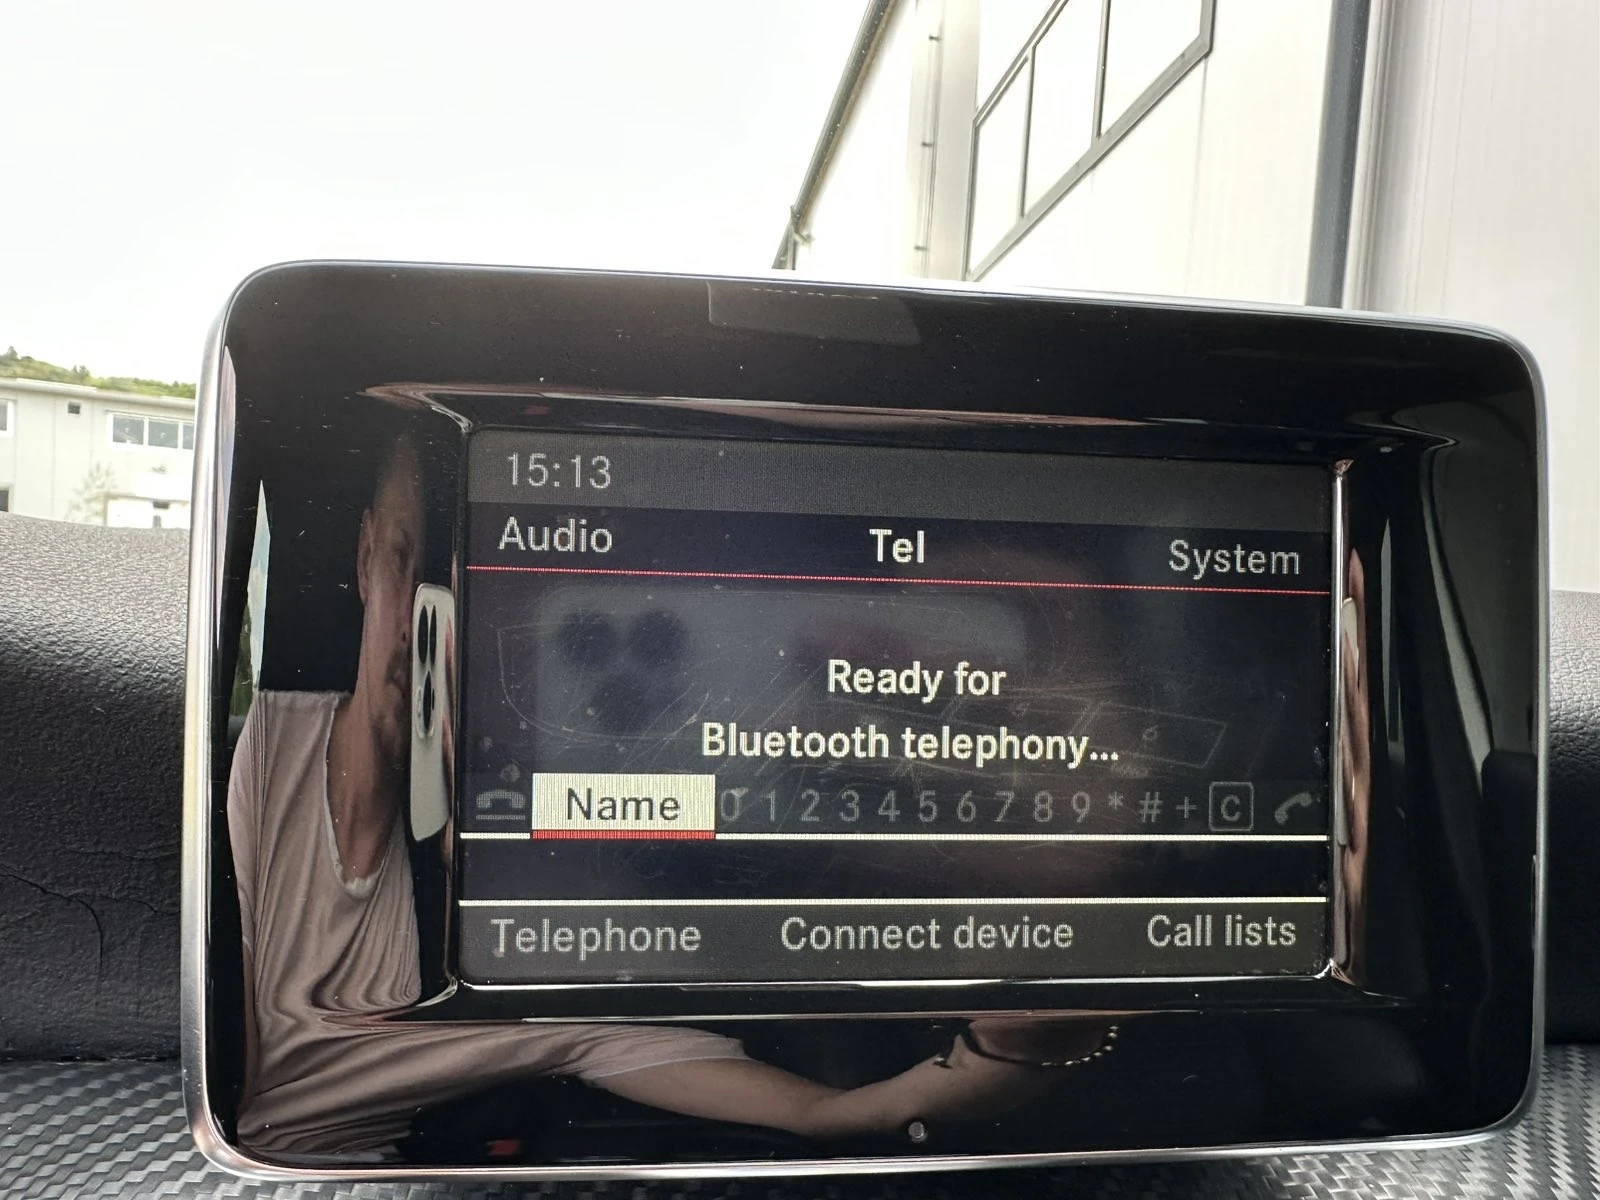 15:13
Audio Tel System
Ready for
Bluetooth telephony...
Name 0 1 2 3 4 5 6 7 8 9 * # + C
Telephone Connect device Call lists